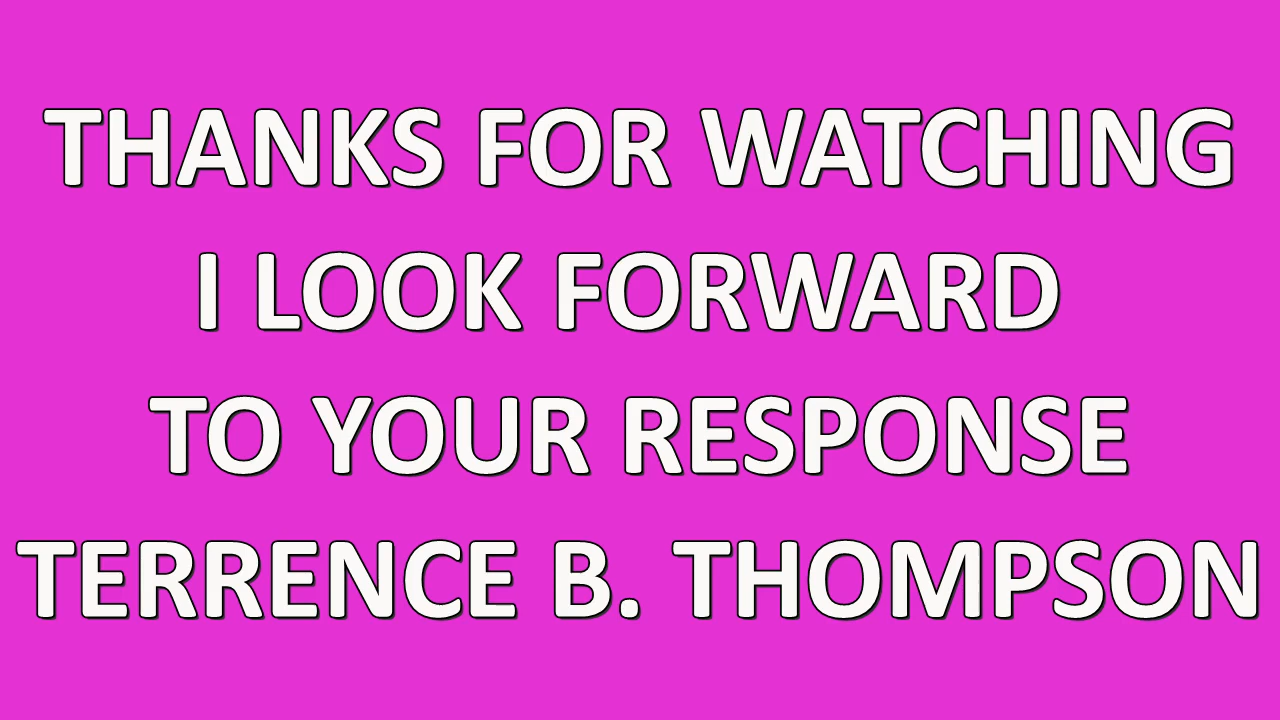 THANKS FOR WATCHING
I LOOK FORWARD
TO YOUR RESPONSE
TERRENCE B. THOMPSON